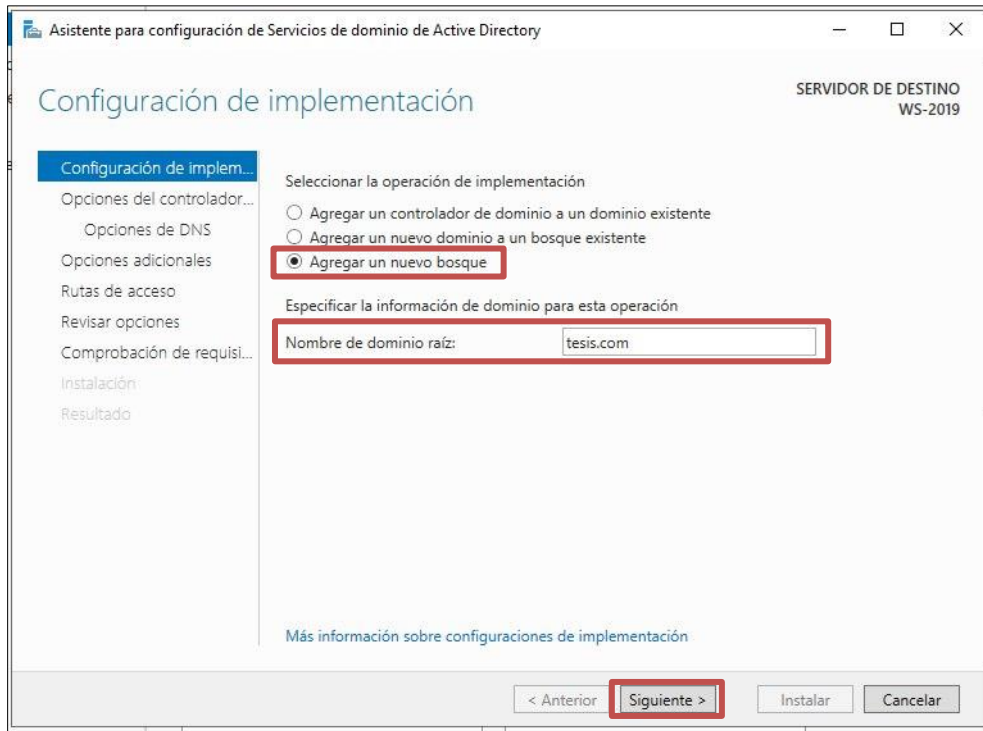 Asistente para configuración de Servicios de dominio de Active Directory
Configuración de implementación
SERVIDOR DE DESTINO
WS-2019
Configuración de implem...
Opciones del controlador...
Opciones de DNS
Opciones adicionales
Rutas de acceso
Revisar opciones
Comprobación de requisi...
Instalación
Resultado
Seleccionar la operación de implementación
Agregar un controlador de dominio a un dominio existente
Agregar un nuevo dominio a un bosque existente
Agregar un nuevo bosque
Especificar la información de dominio para esta operación
Nombre de dominio raíz: tesis.com
Más información sobre configuraciones de implementación
< Anterior Siguiente > Instalar Cancelar